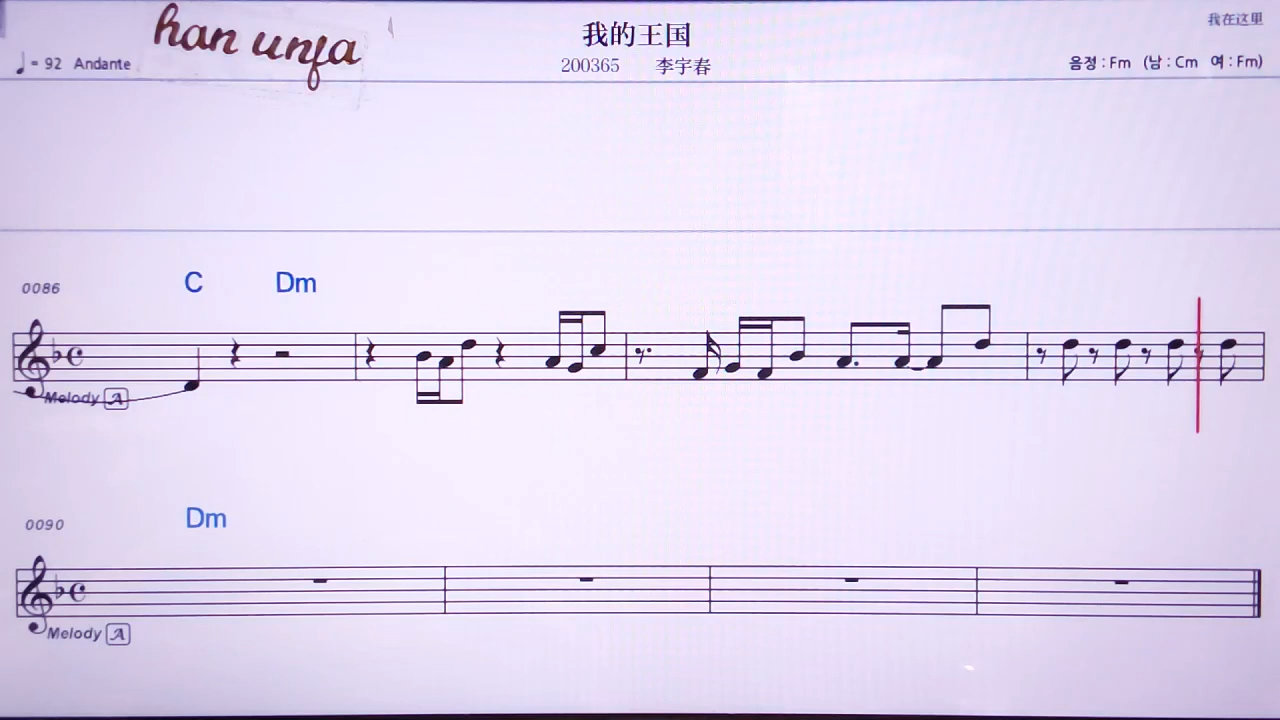 han unfa
我的王国
我在这里
♩= 92 Andante
200365 李宇春
음정 : Fm (남 : Cm 여 : Fm)
0086
C Dm
Melody A
0090
Dm
Melody A